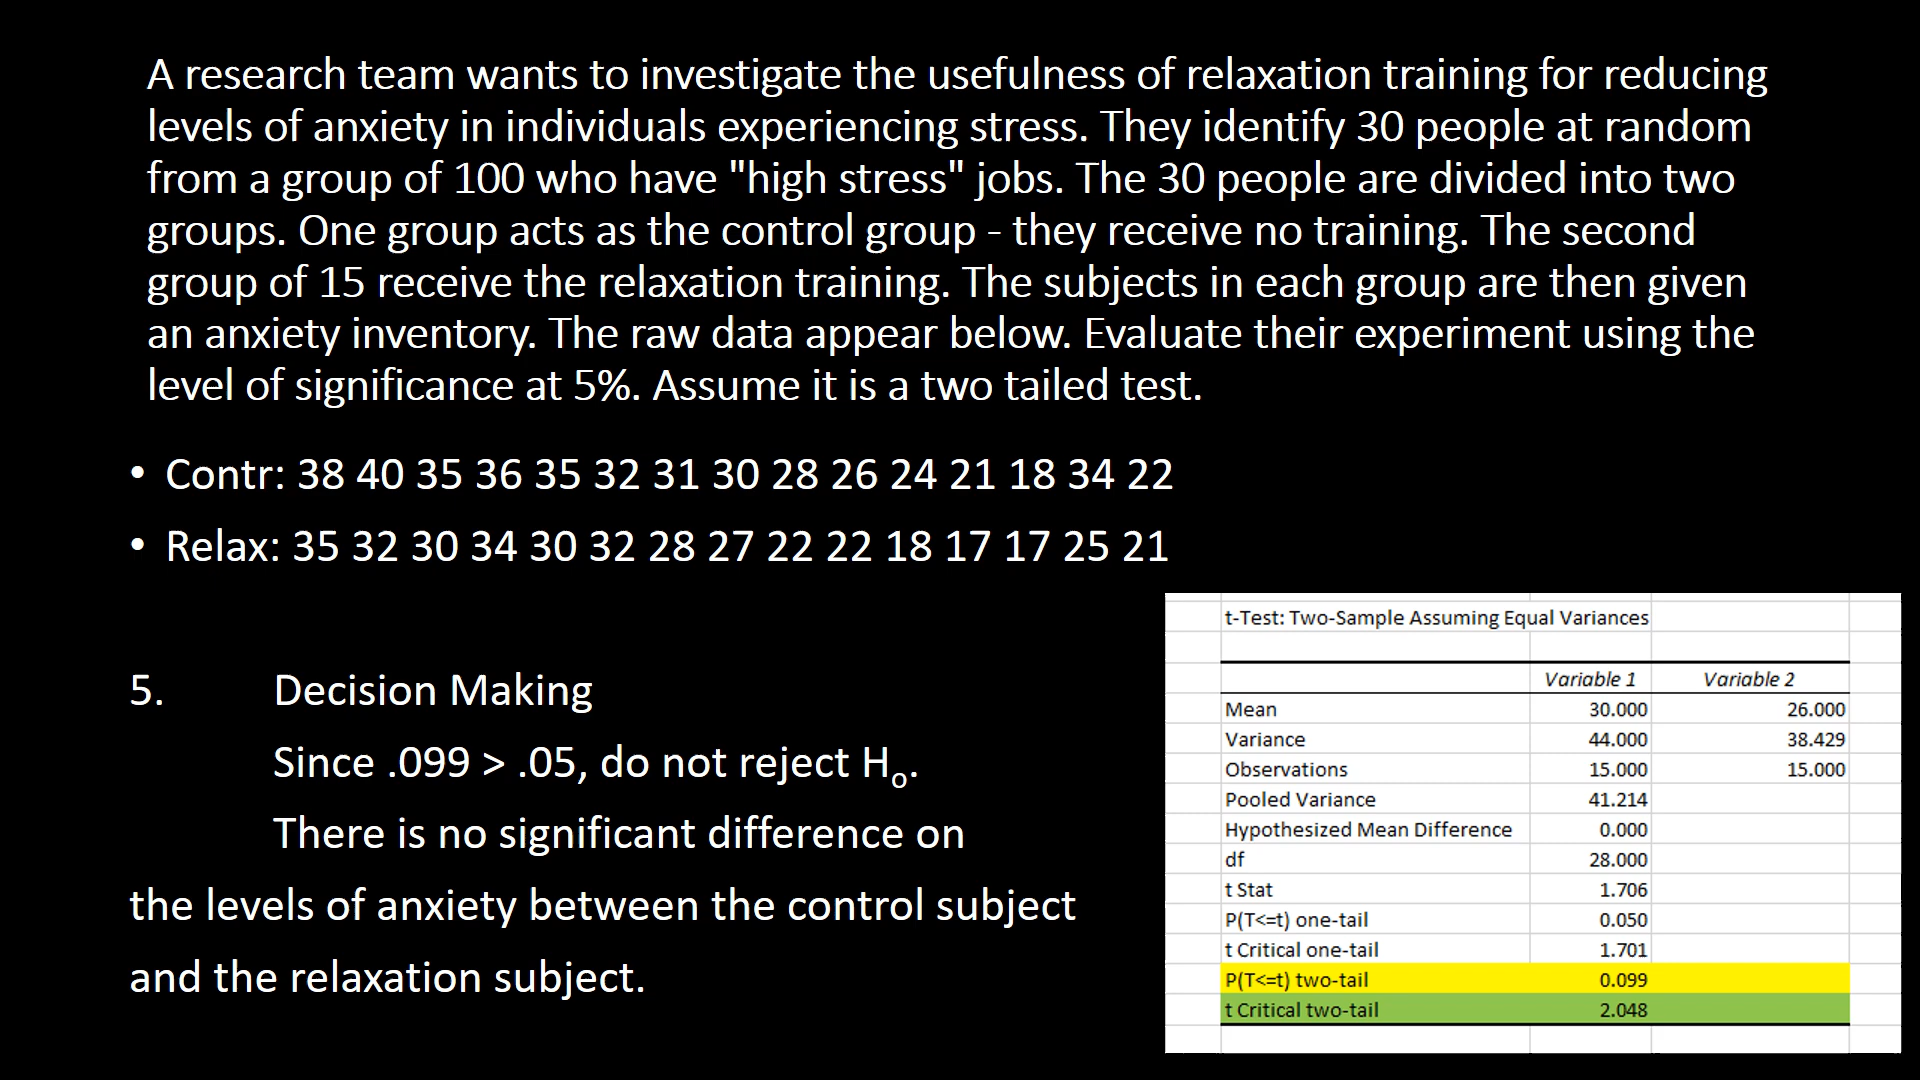 A research team wants to investigate the usefulness of relaxation training for reducing
levels of anxiety in individuals experiencing stress. They identify 30 people at random
from a group of 100 who have "high stress" jobs. The 30 people are divided into two
groups. One group acts as the control group - they receive no training. The second
group of 15 receive the relaxation training. The subjects in each group are then given
an anxiety inventory. The raw data appear below. Evaluate their experiment using the
level of significance at 5%. Assume it is a two tailed test.
• Contr: 38 40 35 36 35 32 31 30 28 26 24 21 18 34 22
• Relax: 35 32 30 34 30 32 28 27 22 22 18 17 17 25 21
5. Decision Making
Since .099 > .05, do not reject Ho.
There is no significant difference on
the levels of anxiety between the control subject
and the relaxation subject.
t-Test: Two-Sample Assuming Equal Variances
Variable 1 Variable 2
Mean 30.000 26.000
Variance 44.000 38.429
Observations 15.000 15.000
Pooled Variance 41.214
Hypothesized Mean Difference 0.000
df 28.000
t Stat 1.706
P(T<=t) one-tail 0.050
t Critical one-tail 1.701
P(T<=t) two-tail 0.099
t Critical two-tail 2.048